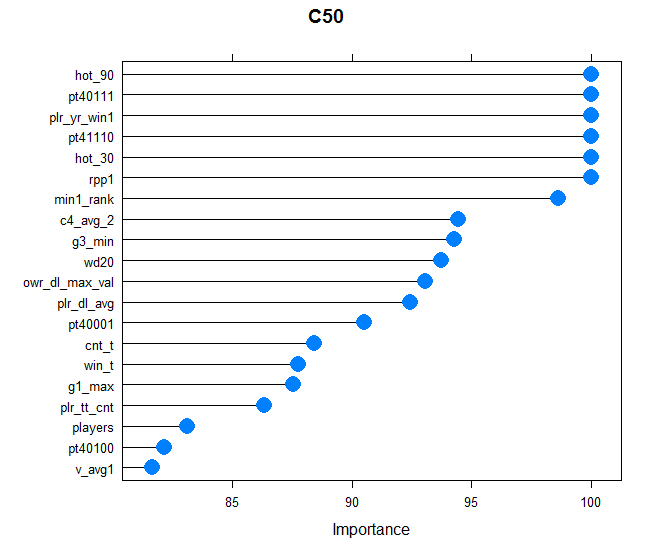 C50
hot_90
pt40111
plr_yr_win1
pt41110
hot_30
rpp1
min1_rank
c4_avg_2
g3_min
wd20
owr_dl_max_val
plr_dl_avg
pt40001
cnt_t
win_t
g1_max
plr_tt_cnt
players
pt40100
v_avg1
85 90 95 100
Importance